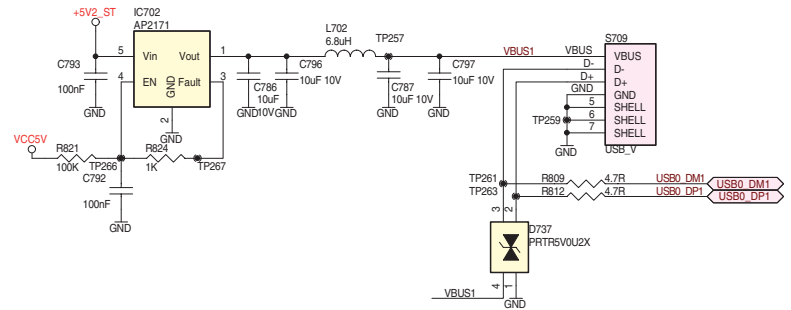 +5V2_ST
IC702
AP2171
C793
100nF
GND
5
4
Vin
Vout
EN
GND
Fault
1
3
2
GND
L702
6.8uH
TP257
C786
10uF
10V
GND
C796
10uF 10V
GND
C787
10uF 10V
GND
C797
10uF 10V
GND
VBUS1
S709
VBUS
D-
D+
GND
VBUS
D-
D+
GND
5
SHELL
TP259
6
SHELL
7
SHELL
GND
USB_V
VCC5V
R821
100K
TP266
R824
1K
TP267
C792
100nF
GND
TP261
TP263
R809
4.7R
USB0_DM1
USB0_DM1
R812
4.7R
USB0_DP1
USB0_DP1
3
2
D737
PRTR5V0U2X
4
1
VBUS1
GND